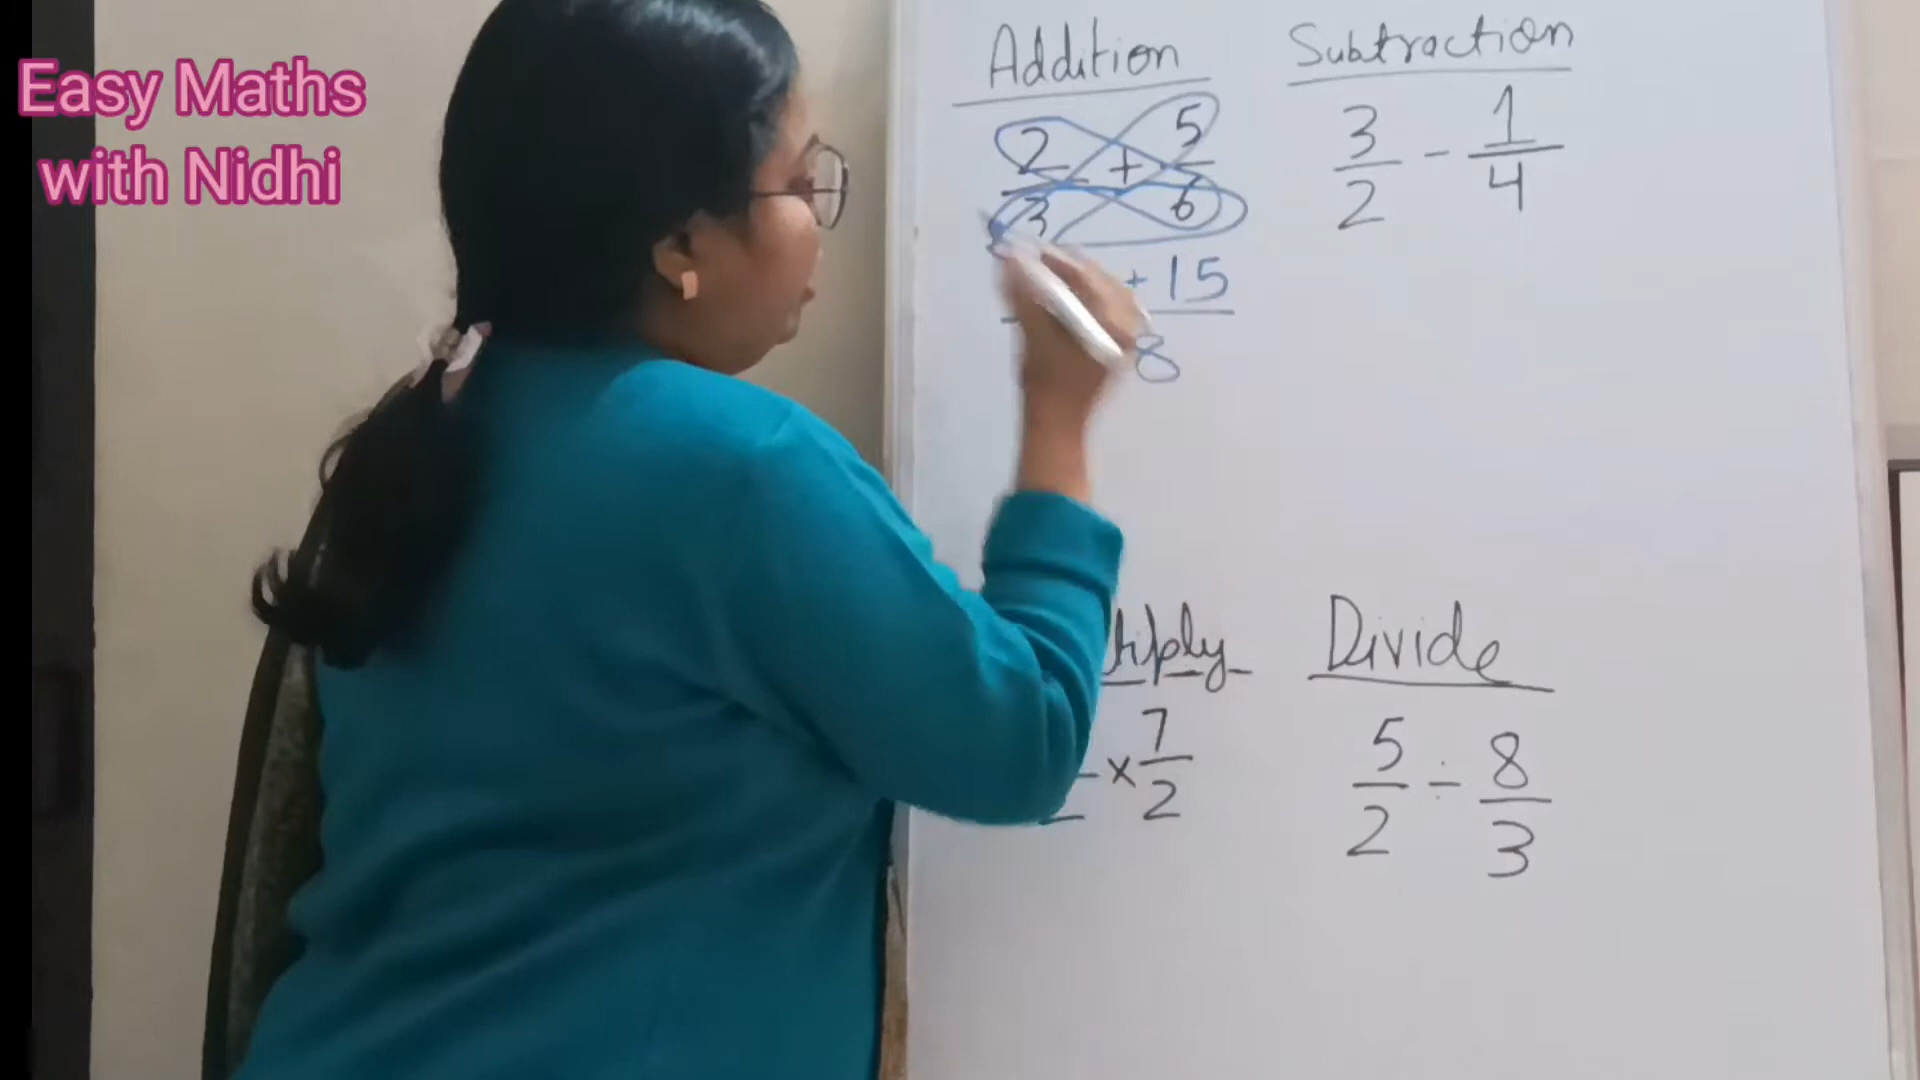 Easy Maths
with Nidhi
Addition
2/3 + 5/6
+ 15
8
Subtraction
3/2 - 1/4
tiply
× 7/2
Divide
5/2 ÷ 8/3